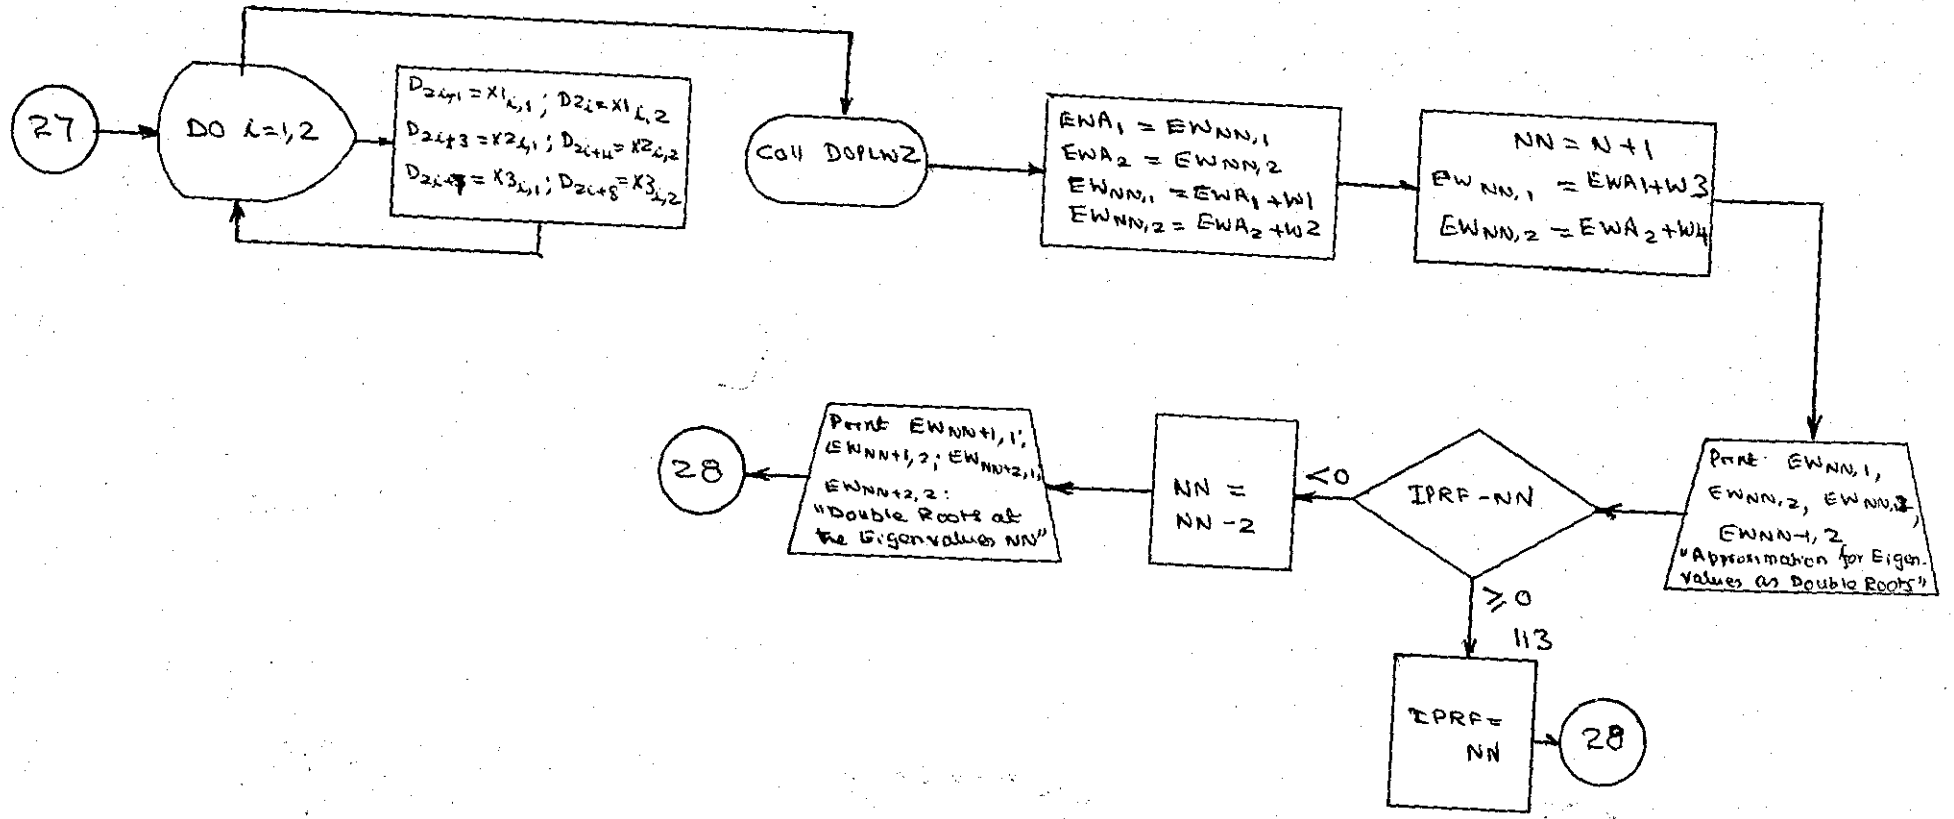 27
DO i=1,2
D2i-1 = X1i,1 ; D2i = X1i,2
D2i+3 = X2i,1 ; D2i+4 = X2i,2
D2i+7 = X3i,1 ; D2i+8 = X3i,2
Call DOPLWZ
EWA1 = EWNN,1
EWA2 = EWNN,2
EWNN,1 = EWA1 + W1
EWNN,2 = EWA2 + W2
NN = N+1
EWNN,1 = EWA1+W3
EWNN,2 = EWA2+W4
Print EWNN,1,
EWNN,2, EWNN-1,
EWNN-1,2
"Approximation for Eigen-
values as Double Roots"
IPRF-NN
<0
NN =
NN-2
Print EWNN+1,1;
EWNN+1,2; EWNN+2,1;
EWNN+2,2:
"Double Roots at
the Eigenvalues NN"
28
≥0
113
IPRF=
NN
28